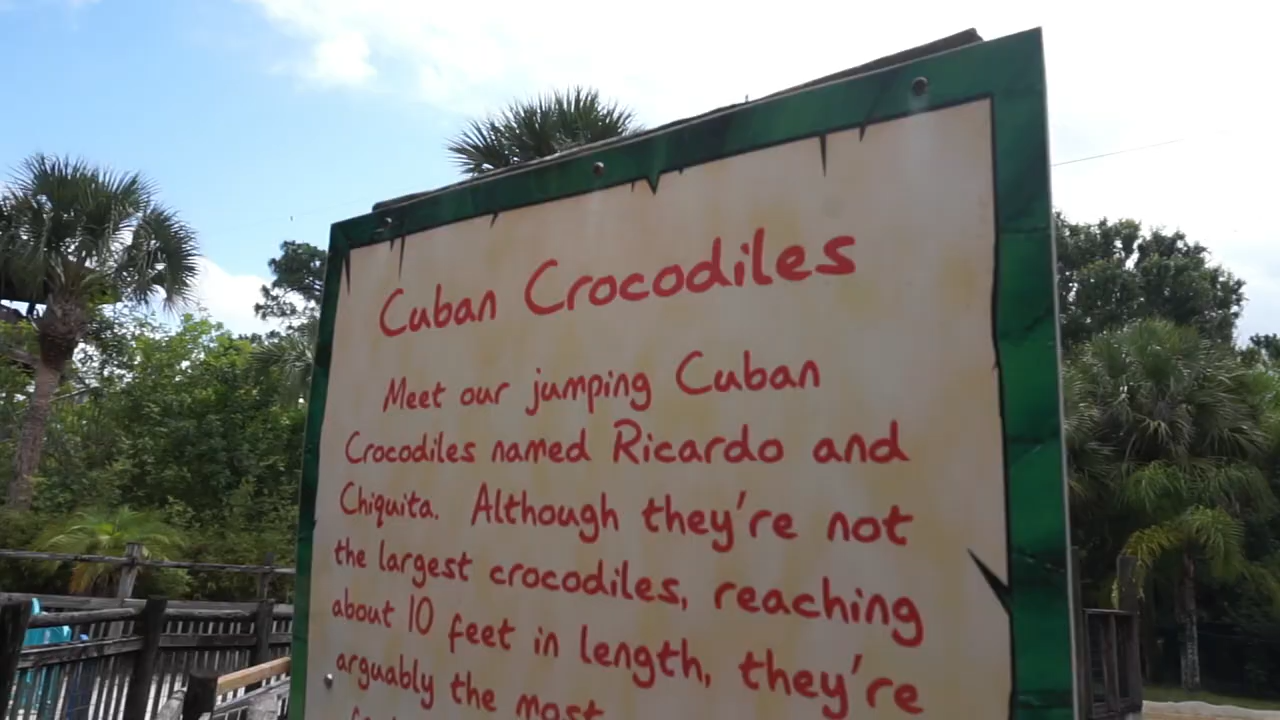 Cuban Crocodiles
Meet our jumping Cuban
Crocodiles named Ricardo and
Chiquita. Although they're not
the largest crocodiles, reaching
about 10 feet in length, they're
arguably the most